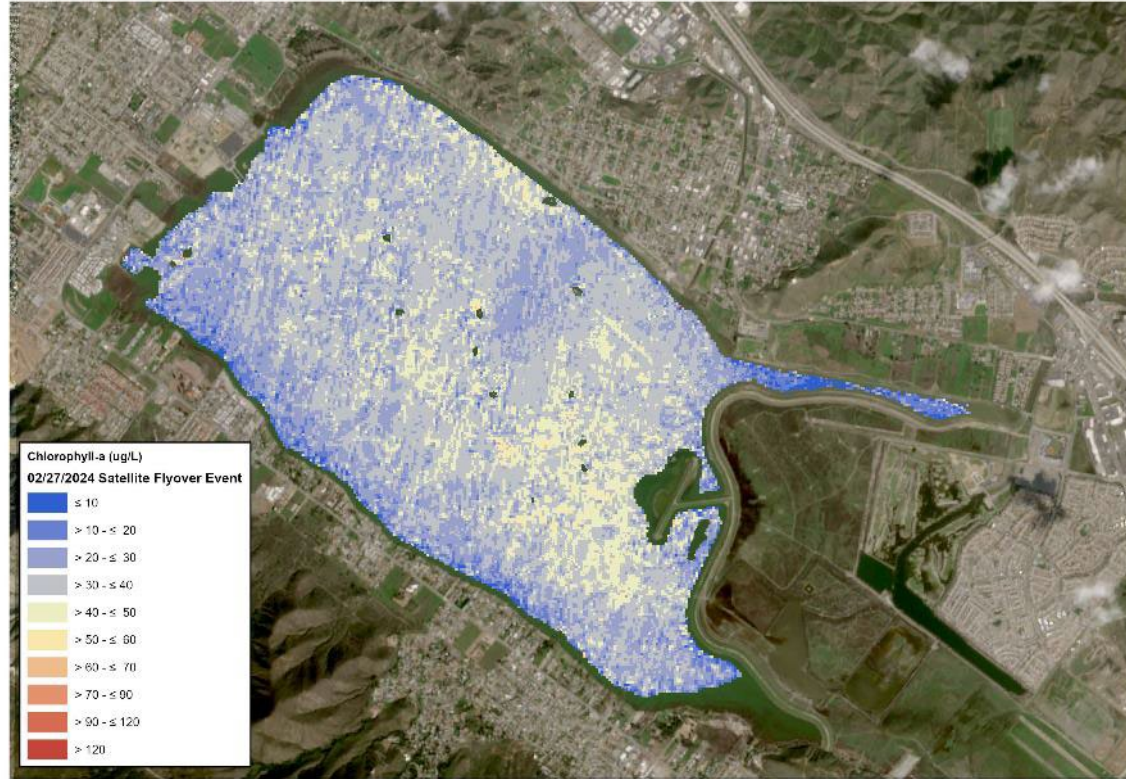 Chlorophyll-a (ug/L)
02/27/2024 Satellite Flyover Event
≤ 10
> 10 - ≤ 20
> 20 - ≤ 30
> 30 - ≤ 40
> 40 - ≤ 50
> 50 - ≤ 60
> 60 - ≤ 70
> 70 - ≤ 90
> 90 - ≤ 120
> 120